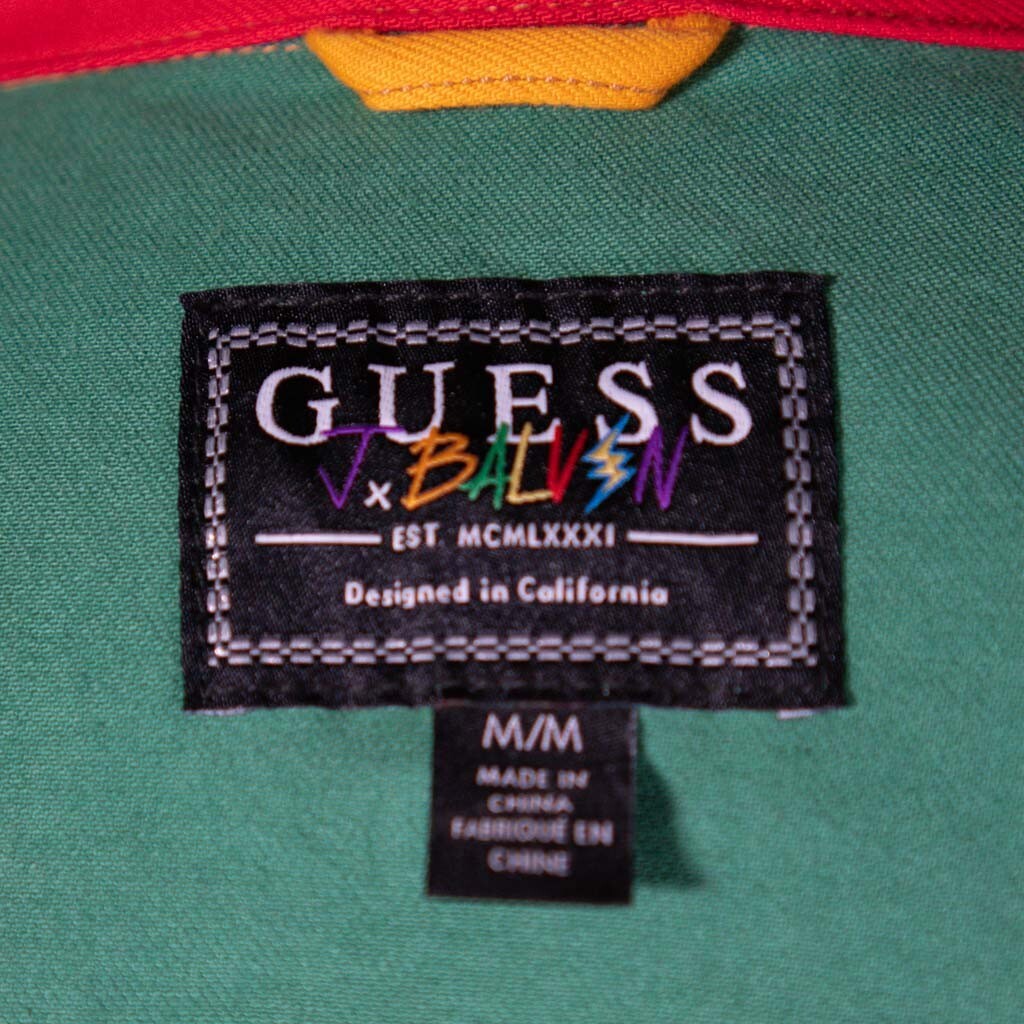 GUESS
J x BALVIN
EST. MCMLXXXI
Designed in California
M/M
MADE IN
CHINA
FABRIQUÉ EN
CHINE